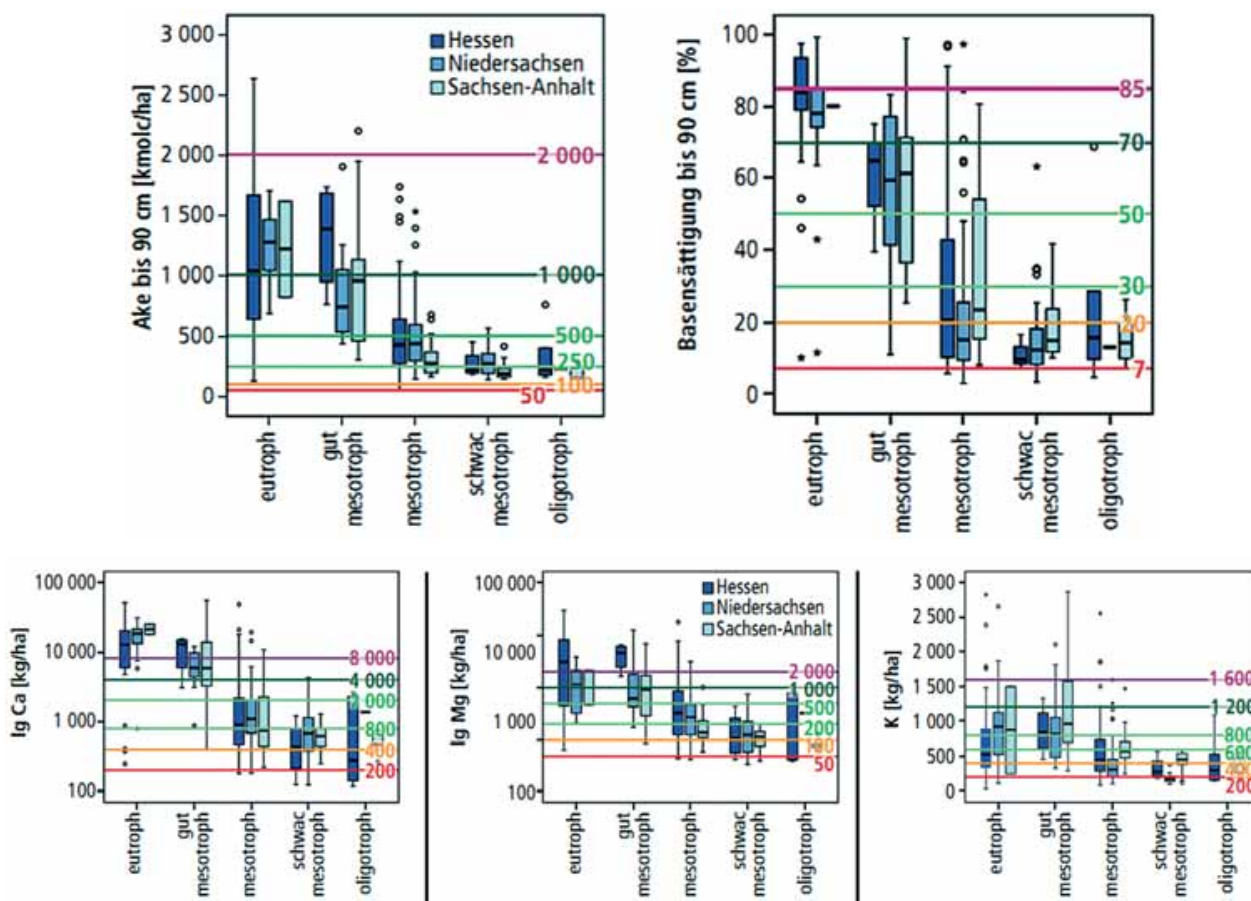 Ake bis 90 cm [kmolc/ha]
3 000
2 500
2 000
1 500
1 000
500
0
Hessen
Niedersachsen
Sachsen-Anhalt
2 000
1 000
500
250
100
50
eutroph
gut
mesotroph
mesotroph
schwac
mesotroph
oligotroph
Basensättigung bis 90 cm [%]
100
80
60
40
20
0
85
70
50
30
20
7
eutroph
gut
mesotroph
mesotroph
schwac
mesotroph
oligotroph
lg Ca [kg/ha]
100 000
10 000
1 000
100
8 000
4 000
2 000
800
400
200
eutroph
gut
mesotroph
mesotroph
schwac
mesotroph
oligotroph
lg Mg [kg/ha]
100 000
10 000
1 000
100
Hessen
Niedersachsen
Sachsen-Anhalt
2 000
1 000
500
200
100
50
eutroph
gut
mesotroph
mesotroph
schwac
mesotroph
oligotroph
K [kg/ha]
3 000
2 500
2 000
1 500
1 000
500
0
1 600
1 200
800
600
400
200
eutroph
gut
mesotroph
mesotroph
schwac
mesotroph
oligotroph